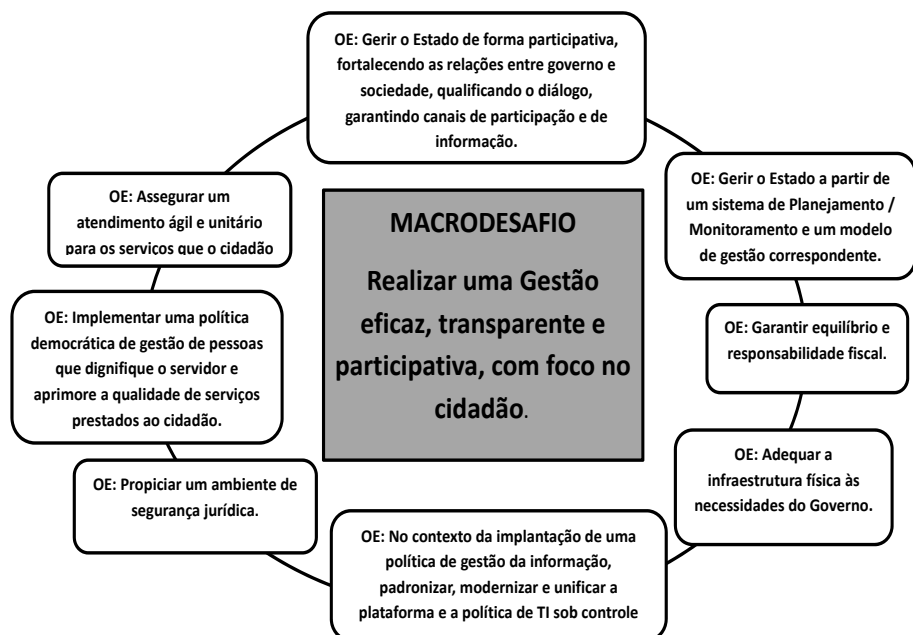 OE: Gerir o Estado de forma participativa,
fortalecendo as relações entre governo e
sociedade, qualificando o diálogo,
garantindo canais de participação e de
informação.
OE: Gerir o Estado a partir de
um sistema de Planejamento /
Monitoramento e um modelo
de gestão correspondente.
OE: Garantir equilíbrio e
responsabilidade fiscal.
OE: Adequar a
infraestrutura física às
necessidades do Governo.
OE: No contexto da implantação de uma
política de gestão da informação,
padronizar, modernizar e unificar a
plataforma e a política de TI sob controle
OE: Propiciar um ambiente de
segurança jurídica.
OE: Implementar uma política
democrática de gestão de pessoas
que dignifique o servidor e
aprimore a qualidade de serviços
prestados ao cidadão.
OE: Assegurar um
atendimento ágil e unitário
para os serviços que o cidadão
MACRODESAFIO
Realizar uma Gestão
eficaz, transparente e
participativa, com foco no
cidadão.